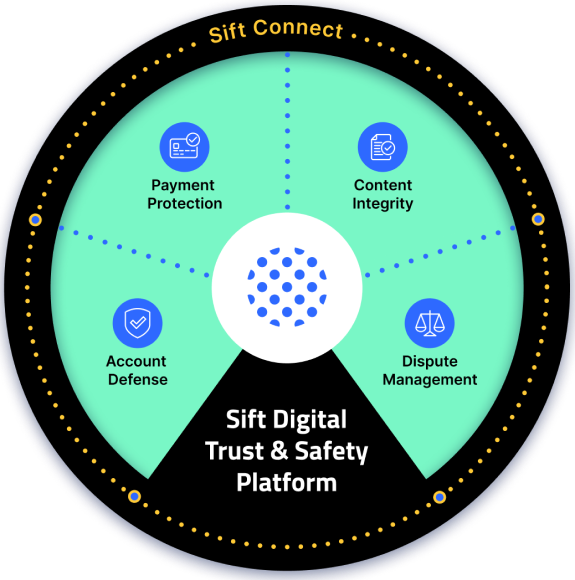 Sift Connect
Payment
Protection
Content
Integrity
Account
Defense
Dispute
Management
Sift Digital
Trust & Safety
Platform